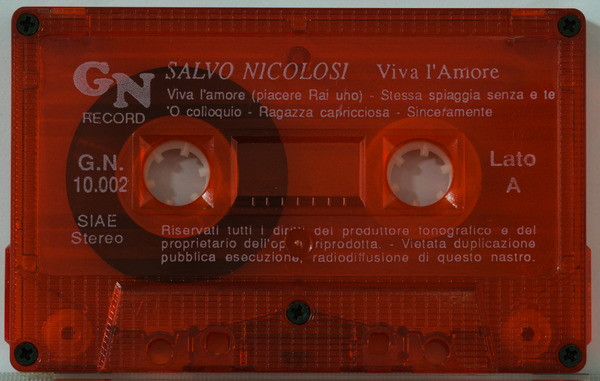 GN
RECORD
SALVO NICOLOSI Viva l'Amore
Viva l'amore (piacere Rai uno) - Stessa spiaggia senza e te
'O colloquio - Ragazza capricciosa - Sinceramente
G.N.
10.002
Lato
A
SIAE
Stereo
Riservati tutti i diritti del produttore fonografico e del
proprietario dell'opera riprodotta. - Vietata duplicazione
pubblica esecuzione, radiodiffusione di questo nastro.